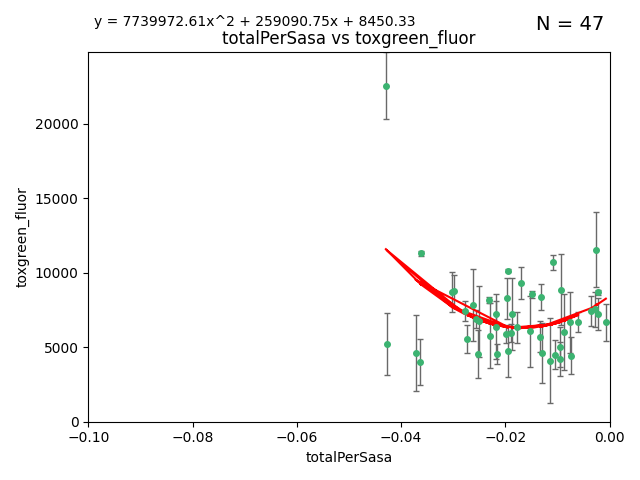 y = 7739972.61x^2 + 259090.75x + 8450.33
N = 47
totalPerSasa vs toxgreen_fluor
toxgreen_fluor
20000
15000
10000
5000
0
−0.10
−0.08
−0.06
−0.04
−0.02
0.00
totalPerSasa